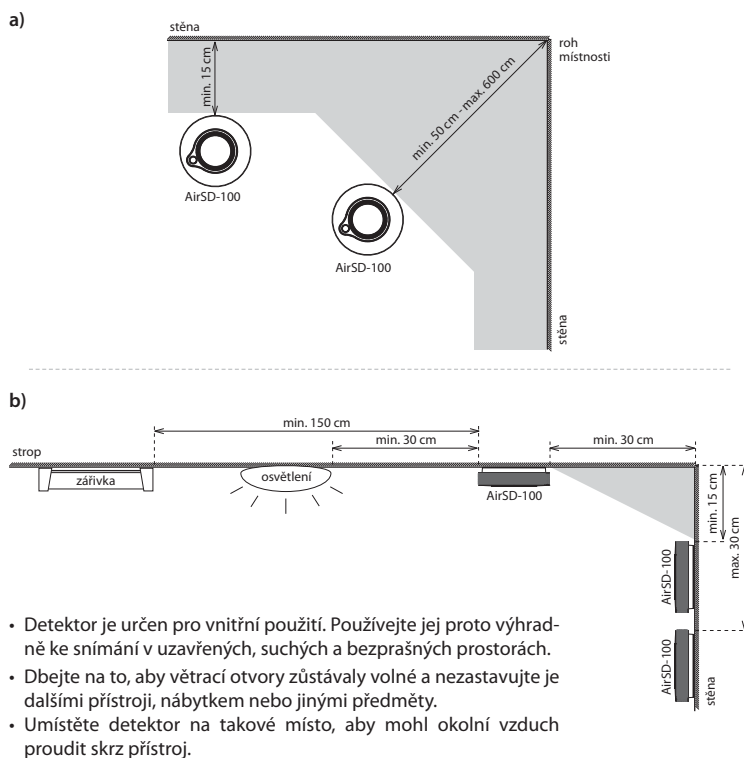 a)
stěna
roh
místnosti
min. 15 cm
min. 50 cm - max. 600 cm
AirSD-100
AirSD-100
stěna
b)
min. 150 cm
min. 30 cm
min. 30 cm
strop
zářivka
osvětlení
AirSD-100
min. 15 cm
max. 30 cm
AirSD-100
AirSD-100
stěna
• Detektor je určen pro vnitřní použití. Používejte jej proto výhrad-
ně ke snímání v uzavřených, suchých a bezprašných prostorách.
• Dbejte na to, aby větrací otvory zůstávaly volné a nezastavujte je
dalšími přístroji, nábytkem nebo jinými předměty.
• Umístěte detektor na takové místo, aby mohl okolní vzduch
proudit skrz přístroj.